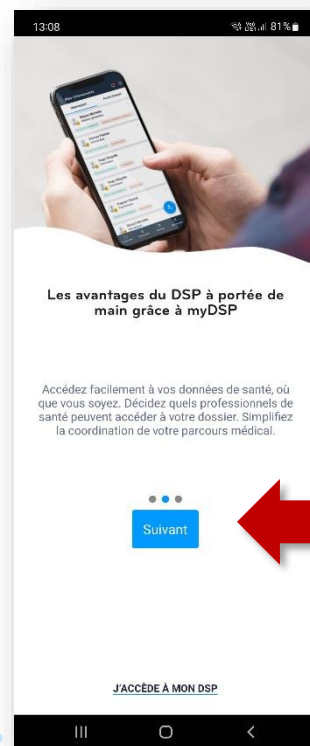 13:08 81%
Les avantages du DSP à portée de
main grâce à myDSP
Accédez facilement à vos données de santé, où
que vous soyez. Décidez quels professionnels de
santé peuvent accéder à votre dossier. Simplifiez
la coordination de votre parcours médical.
Suivant
J'ACCÈDE À MON DSP